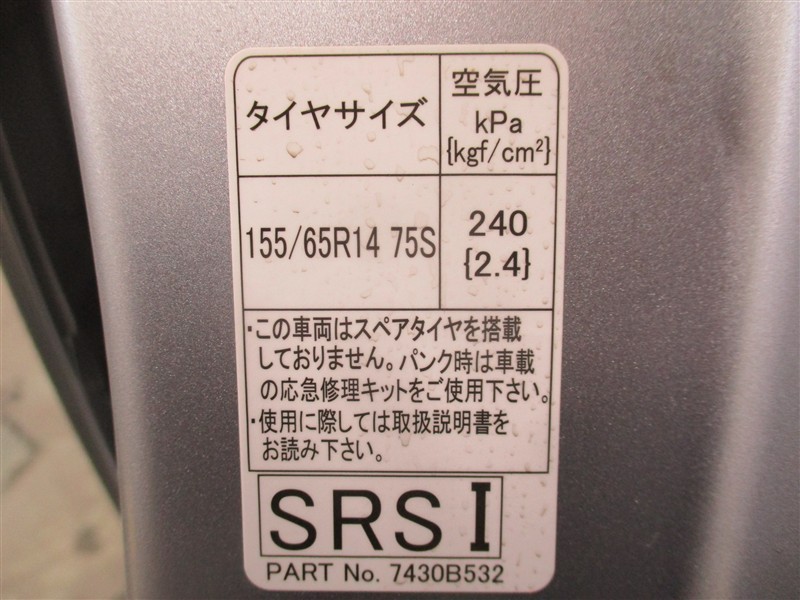 タイヤサイズ
空気圧
kPa
{kgf/cm²}
155/65R14 75S
240
{2.4}
・この車両はスペアタイヤを搭載
しておりません。パンク時は車載
の応急修理キットをご使用下さい。
・使用に際しては取扱説明書を
お読み下さい。
SRS I
PART No. 7430B532